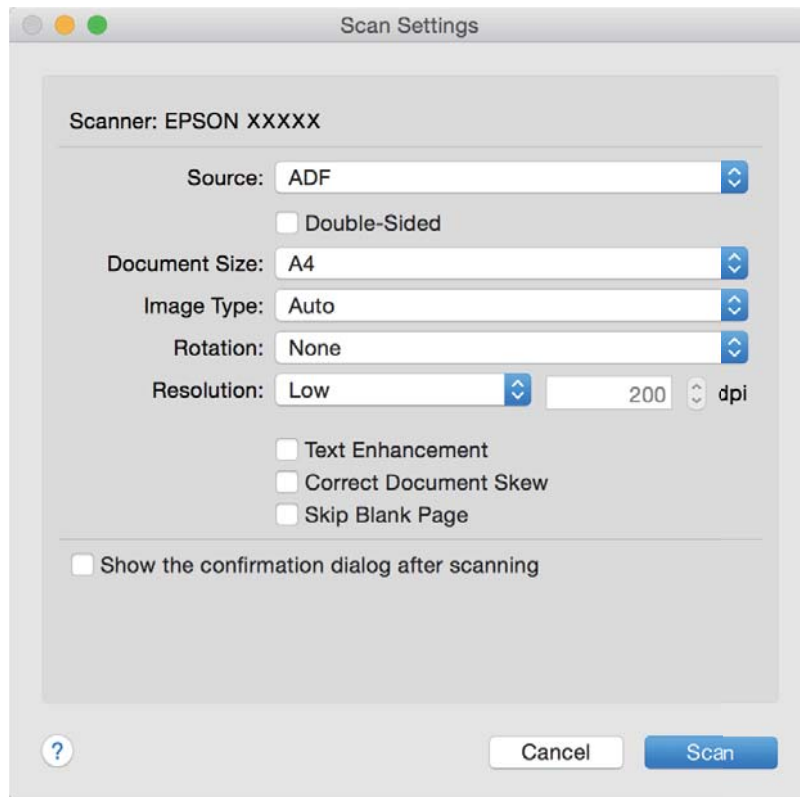 Scan Settings
Scanner: EPSON XXXXX
Source: ADF
Double-Sided
Document Size: A4
Image Type: Auto
Rotation: None
Resolution: Low 200 dpi
Text Enhancement
Correct Document Skew
Skip Blank Page
Show the confirmation dialog after scanning
? Cancel Scan